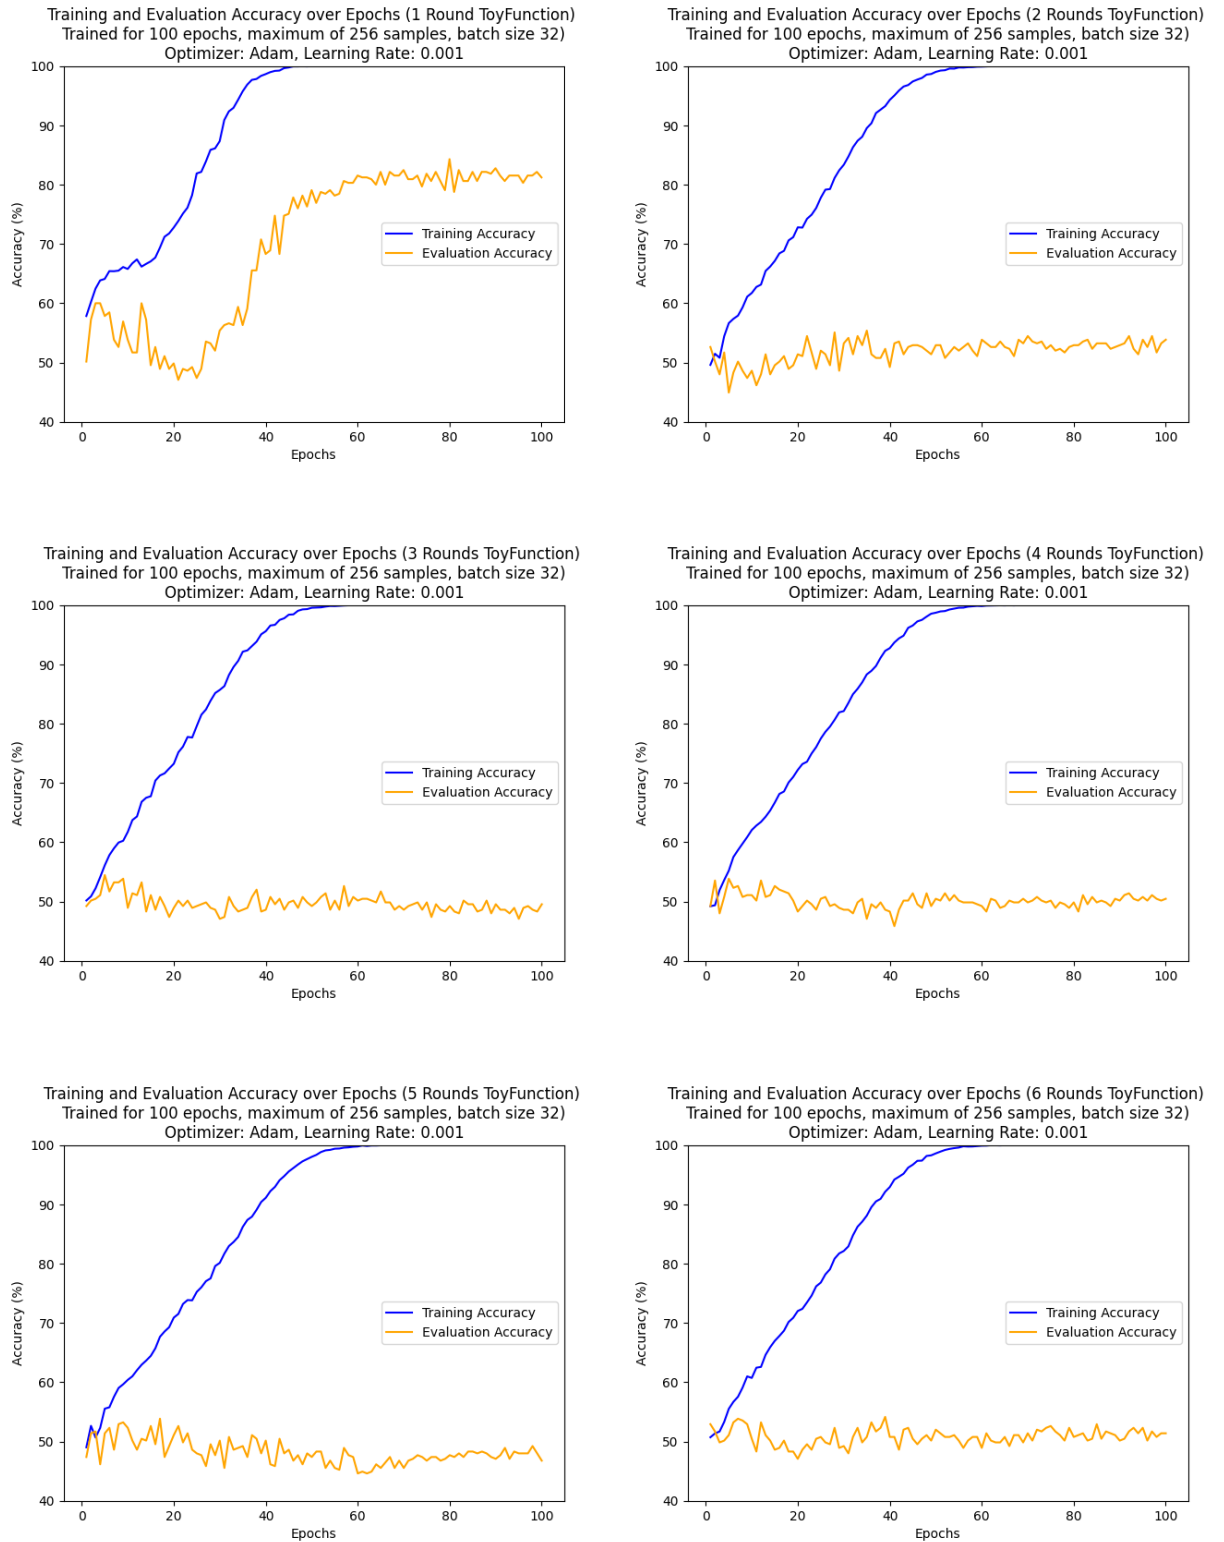 Training and Evaluation Accuracy over Epochs (1 Round ToyFunction)
Trained for 100 epochs, maximum of 256 samples, batch size 32)
Optimizer: Adam, Learning Rate: 0.001
100
90
80
70
60
50
40
Accuracy (%)
Training Accuracy
Evaluation Accuracy
0 20 40 60 80 100
Epochs
Training and Evaluation Accuracy over Epochs (2 Rounds ToyFunction)
Trained for 100 epochs, maximum of 256 samples, batch size 32)
Optimizer: Adam, Learning Rate: 0.001
100
90
80
70
60
50
40
Accuracy (%)
Training Accuracy
Evaluation Accuracy
0 20 40 60 80 100
Epochs
Training and Evaluation Accuracy over Epochs (3 Rounds ToyFunction)
Trained for 100 epochs, maximum of 256 samples, batch size 32)
Optimizer: Adam, Learning Rate: 0.001
100
90
80
70
60
50
40
Accuracy (%)
Training Accuracy
Evaluation Accuracy
0 20 40 60 80 100
Epochs
Training and Evaluation Accuracy over Epochs (4 Rounds ToyFunction)
Trained for 100 epochs, maximum of 256 samples, batch size 32)
Optimizer: Adam, Learning Rate: 0.001
100
90
80
70
60
50
40
Accuracy (%)
Training Accuracy
Evaluation Accuracy
0 20 40 60 80 100
Epochs
Training and Evaluation Accuracy over Epochs (5 Rounds ToyFunction)
Trained for 100 epochs, maximum of 256 samples, batch size 32)
Optimizer: Adam, Learning Rate: 0.001
100
90
80
70
60
50
40
Accuracy (%)
Training Accuracy
Evaluation Accuracy
0 20 40 60 80 100
Epochs
Training and Evaluation Accuracy over Epochs (6 Rounds ToyFunction)
Trained for 100 epochs, maximum of 256 samples, batch size 32)
Optimizer: Adam, Learning Rate: 0.001
100
90
80
70
60
50
40
Accuracy (%)
Training Accuracy
Evaluation Accuracy
0 20 40 60 80 100
Epochs